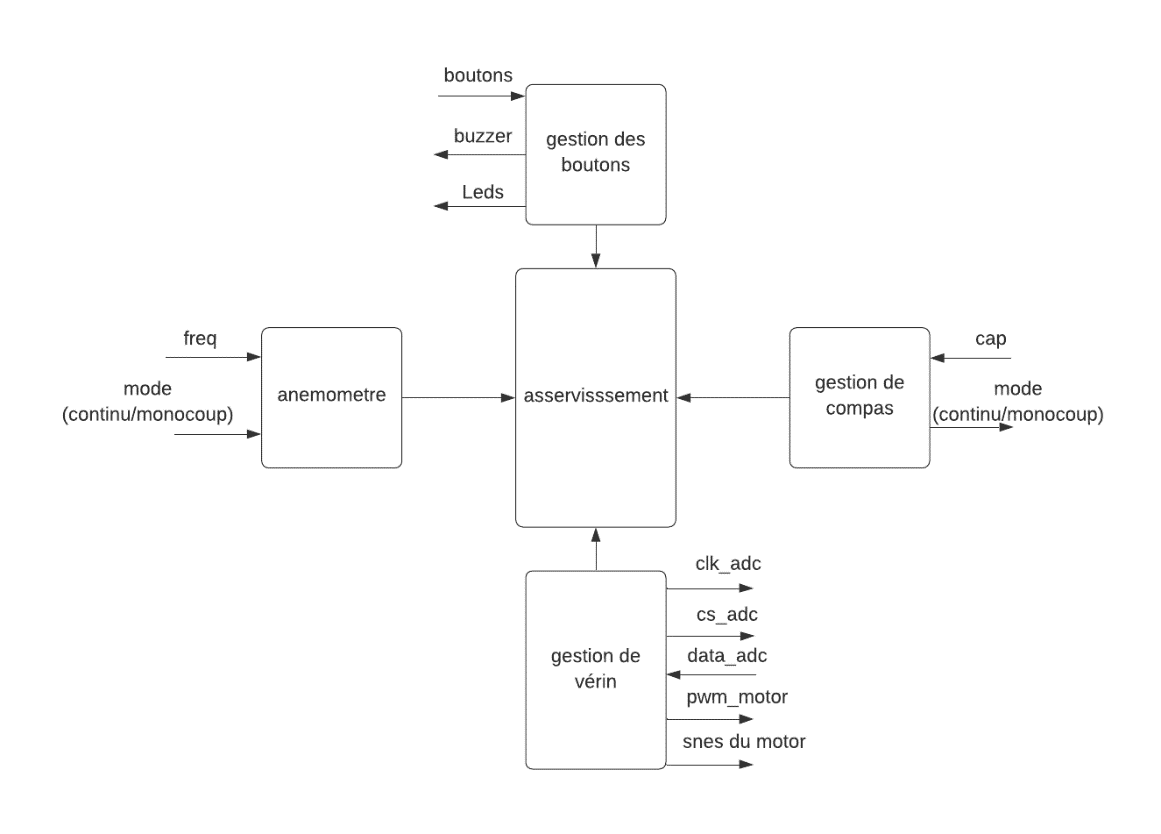 boutons
buzzer
Leds
gestion des
boutons
freq
mode
(continu/monocoup)
anemometre
asservisssement
gestion de
compas
cap
mode
(continu/monocoup)
gestion de
vérin
clk_adc
cs_adc
data_adc
pwm_motor
snes du motor